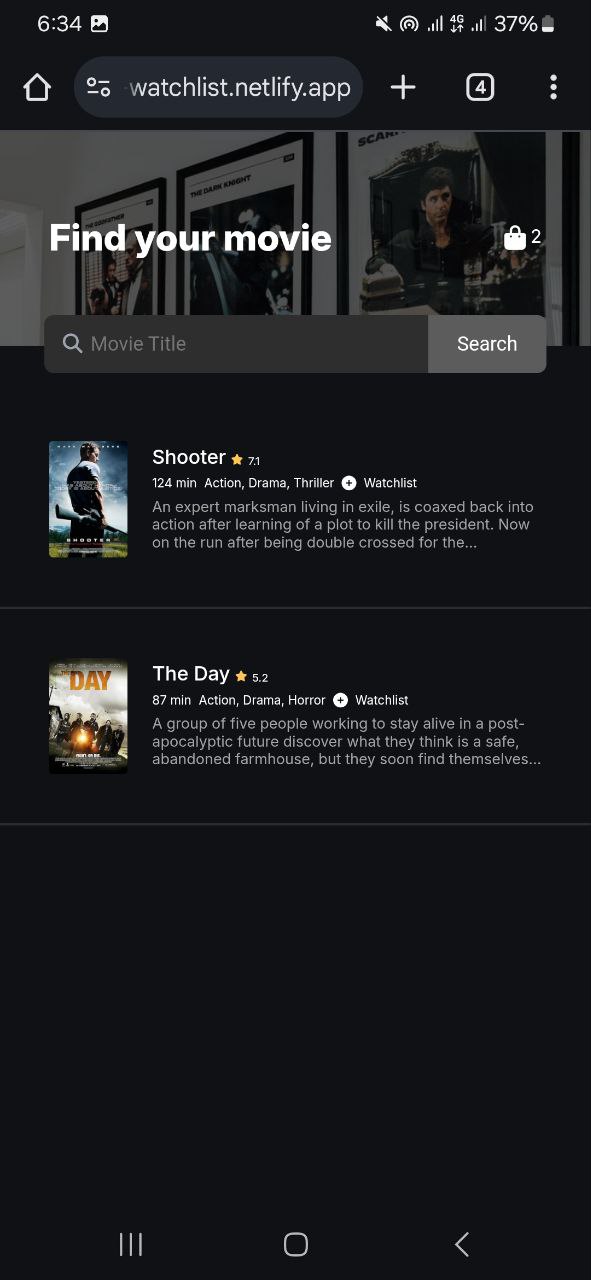 6:34
4G
37%
watchlist.netlify.app
4
THE GODFATHER
THE DARK KNIGHT
Find your movie
2
Movie Title
Search
Shooter 7.1
124 min Action, Drama, Thriller Watchlist
An expert marksman living in exile, is coaxed back into
action after learning of a plot to kill the president. Now
on the run after being double crossed for the...
SHOOTER
The Day 5.2
87 min Action, Drama, Horror Watchlist
A group of five people working to stay alive in a post-
apocalyptic future discover what they think is a safe,
abandoned farmhouse, but they soon find themselves...
THE DAY
FIGHT OR DIE